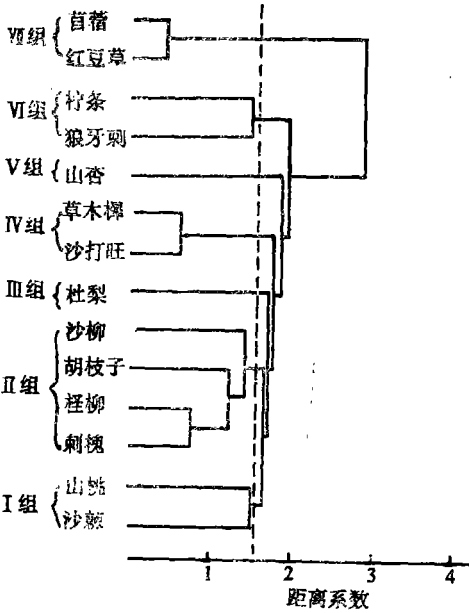 Ⅶ组 苜蓿
红豆草
Ⅵ组 柠条
狼牙刺
Ⅴ组 山杏
Ⅳ组 草木樨
沙打旺
Ⅲ组 杜梨
沙柳
Ⅱ组 胡枝子
柽柳
刺槐
Ⅰ组 山桃
沙棘
1 2 3 4
距离系数